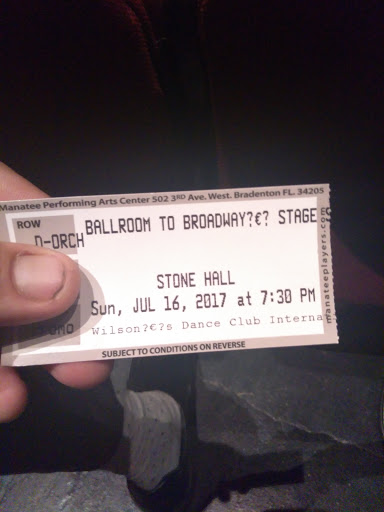 Manatee Performing Arts Center 502 3RD Ave. West. Bradenton FL. 34205
ROW
D-ORCH
BALLROOM TO BROADWAY?€? STAGE
STONE HALL
Sun, JUL 16, 2017 at 7:30 PM
Wilson?€?s Dance Club Interna
SUBJECT TO CONDITIONS ON REVERSE
manateeplayers.com